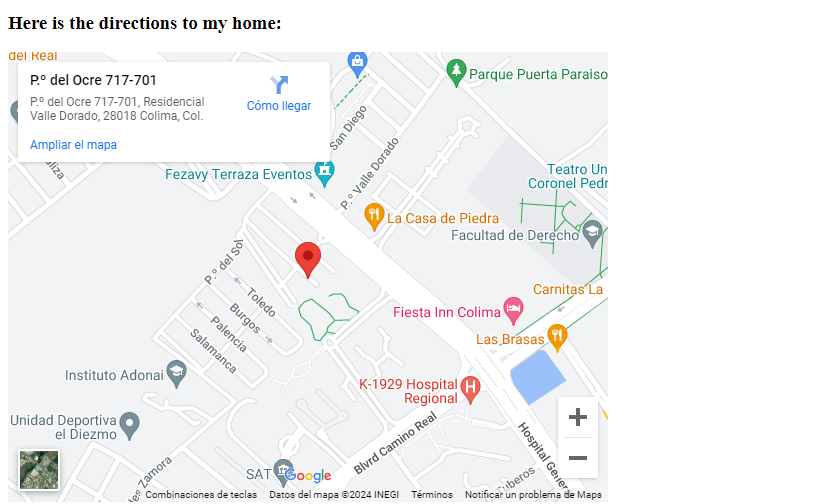 Here is the directions to my home:
del Real
P.º del Ocre 717-701
P.º del Ocre 717-701, Residencial
Valle Dorado, 28018 Colima, Col.
Cómo llegar
Ampliar el mapa
Parque Puerta Paraiso
San Diego
P.º Valle Dorado
Fezavy Terraza Eventos
Teatro Un
Coronel Pedr
La Casa de Piedra
Facultad de Derecho
P.º del Sol
Toledo
Burgos
Palencia
Salamanca
Carnitas La
Fiesta Inn Colima
Las Brasas
Instituto Adonai
K-1929 Hospital
Regional
Unidad Deportiva
el Diezmo
Blvrd Camino Real
Hospital Gener
les Zamora
SAT
Google
Tuberos
Combinaciones de teclas
Datos del mapa ©2024 INEGI
Términos
Notificar un problema de Maps